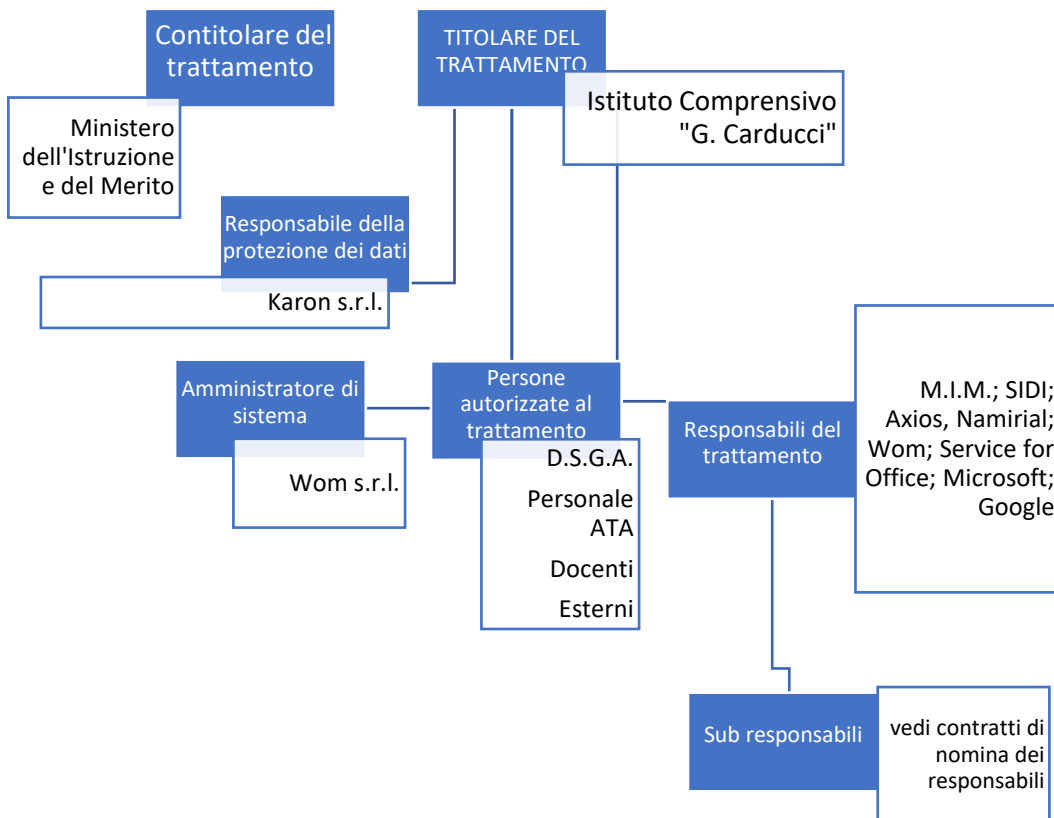 Contitolare del
trattamento
Ministero
dell'Istruzione
e del Merito
TITOLARE DEL
TRATTAMENTO
Istituto Comprensivo
"G. Carducci"
Responsabile della
protezione dei dati
Karon s.r.l.
Amministratore di
sistema
Wom s.r.l.
Persone
autorizzate al
trattamento
D.S.G.A.
Personale
ATA
Docenti
Esterni
Responsabili del
trattamento
M.I.M.; SIDI;
Axios, Namirial;
Wom; Service for
Office; Microsoft;
Google
Sub responsabili
vedi contratti di
nomina dei
responsabili